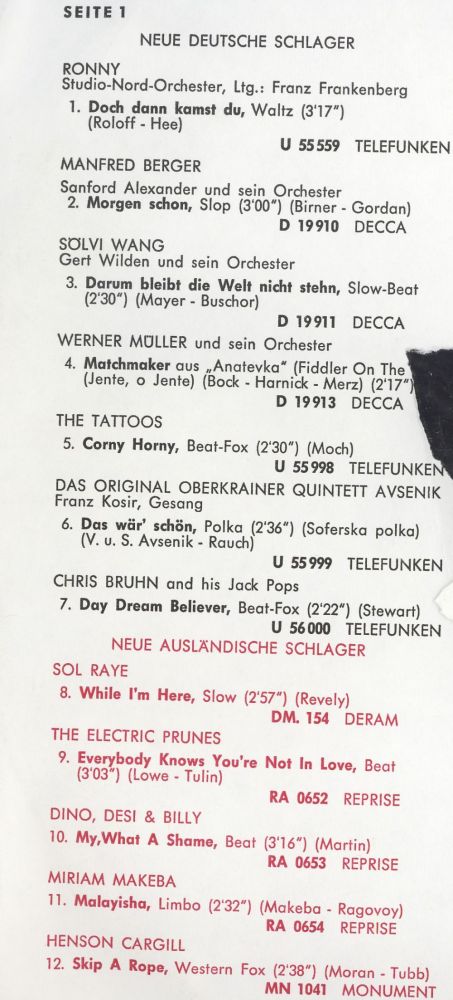 SEITE 1
NEUE DEUTSCHE SCHLAGER
RONNY
Studio-Nord-Orchester, Ltg.: Franz Frankenberg
1. Doch dann kamst du, Waltz (3'17")
(Roloff - Hee)
U 55559 TELEFUNKEN
MANFRED BERGER
Sanford Alexander und sein Orchester
2. Morgen schon, Slop (3'00") (Birner - Gordan)
D 19910 DECCA
SÖLVI WANG
Gert Wilden und sein Orchester
3. Darum bleibt die Welt nicht stehn, Slow-Beat
(2'30") (Mayer - Buschor)
D 19911 DECCA
WERNER MÜLLER und sein Orchester
4. Matchmaker aus „Anatevka" (Fiddler On The
(Jente, o Jente) (Bock - Harnick - Merz) (2'17")
D 19913 DECCA
THE TATTOOS
5. Corny Horny, Beat-Fox (2'30") (Moch)
U 55998 TELEFUNKEN
DAS ORIGINAL OBERKRAINER QUINTETT AVSENIK
Franz Kosir, Gesang
6. Das wär' schön, Polka (2'36") (Soferska polka)
(V. u. S. Avsenik - Rauch)
U 55999 TELEFUNKEN
CHRIS BRUHN and his Jack Pops
7. Day Dream Believer, Beat-Fox (2'22") (Stewart)
U 56000 TELEFUNKEN
NEUE AUSLÄNDISCHE SCHLAGER
SOL RAYE
8. While I'm Here, Slow (2'57") (Revely)
DM. 154 DERAM
THE ELECTRIC PRUNES
9. Everybody Knows You're Not In Love, Beat
(3'03") (Lowe - Tulin)
RA 0652 REPRISE
DINO, DESI & BILLY
10. My,What A Shame, Beat (3'16") (Martin)
RA 0653 REPRISE
MIRIAM MAKEBA
11. Malayisha, Limbo (2'32") (Makeba - Ragovoy)
RA 0654 REPRISE
HENSON CARGILL
12. Skip A Rope, Western Fox (2'38") (Moran - Tubb)
MN 1041 MONUMENT